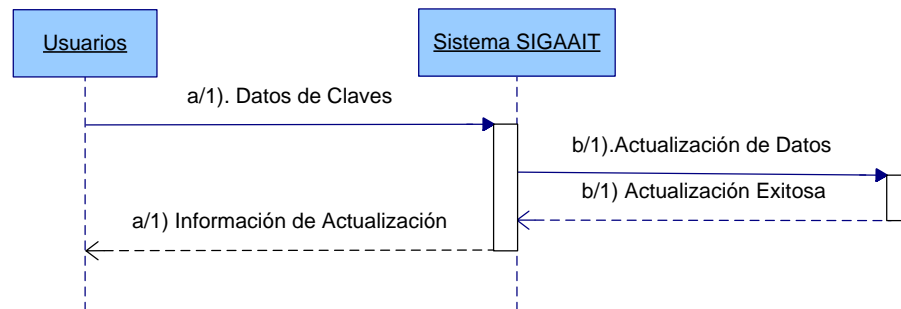 Usuarios
Sistema SIGAAIT
a/1). Datos de Claves
b/1).Actualización de Datos
b/1) Actualización Exitosa
a/1) Información de Actualización